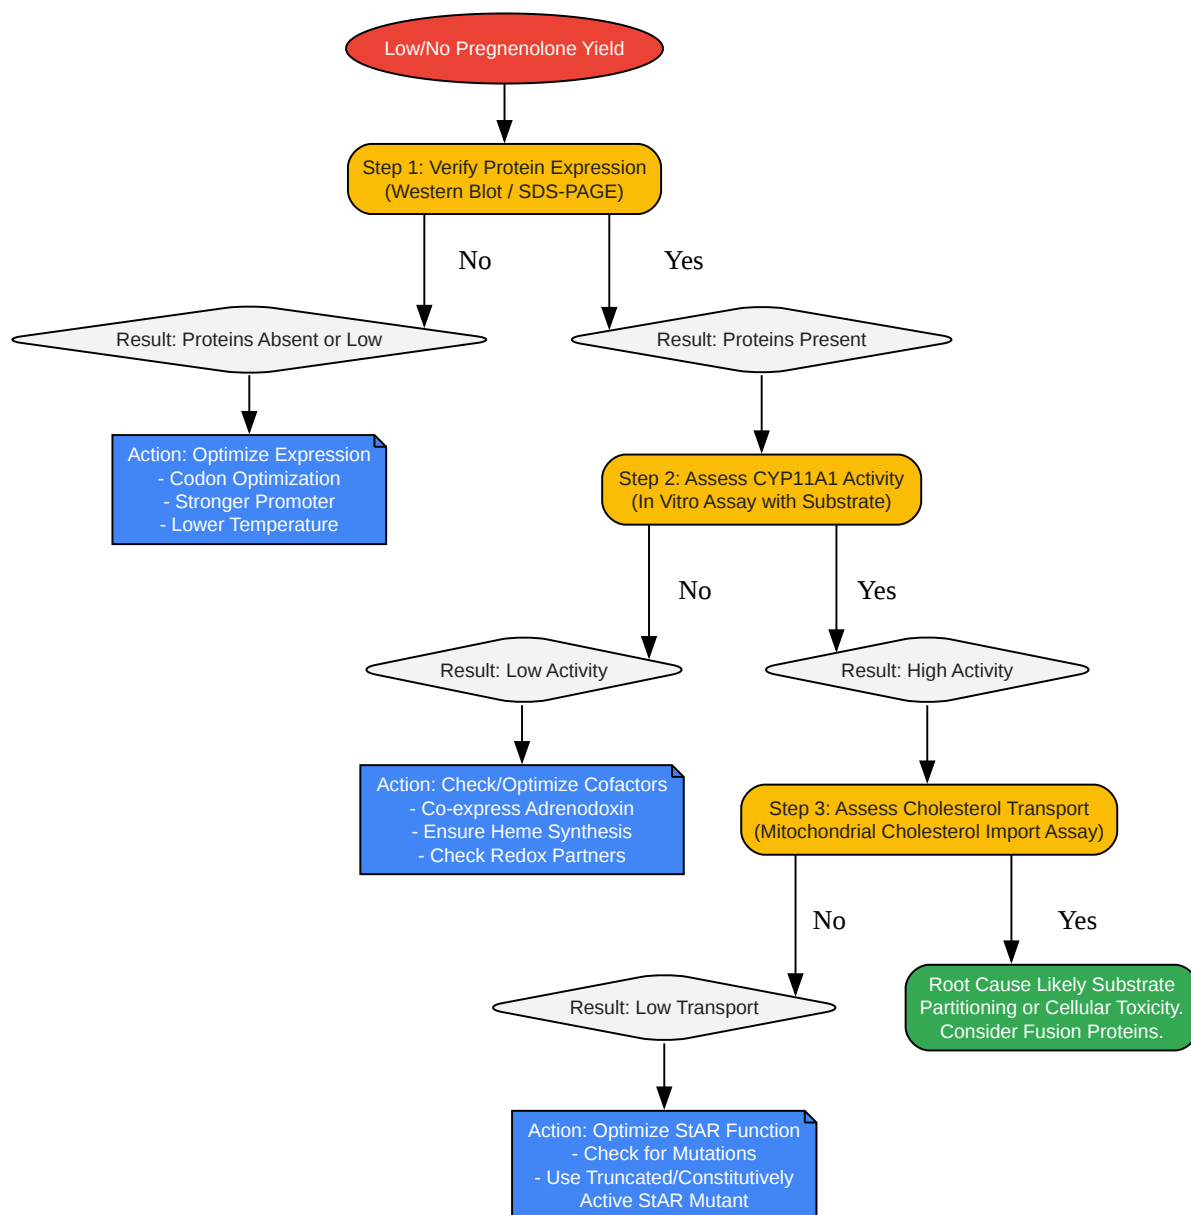 Low/No Pregnenolone Yield
Step 1: Verify Protein Expression
(Western Blot / SDS-PAGE)
No
Yes
Result: Proteins Absent or Low
Result: Proteins Present
Action: Optimize Expression
- Codon Optimization
- Stronger Promoter
- Lower Temperature
Step 2: Assess CYP11A1 Activity
(In Vitro Assay with Substrate)
No
Yes
Result: Low Activity
Result: High Activity
Action: Check/Optimize Cofactors
- Co-express Adrenodoxin
- Ensure Heme Synthesis
- Check Redox Partners
Step 3: Assess Cholesterol Transport
(Mitochondrial Cholesterol Import Assay)
No
Yes
Result: Low Transport
Root Cause Likely Substrate
Partitioning or Cellular Toxicity.
Consider Fusion Proteins.
Action: Optimize StAR Function
- Check for Mutations
- Use Truncated/Constitutively
Active StAR Mutant